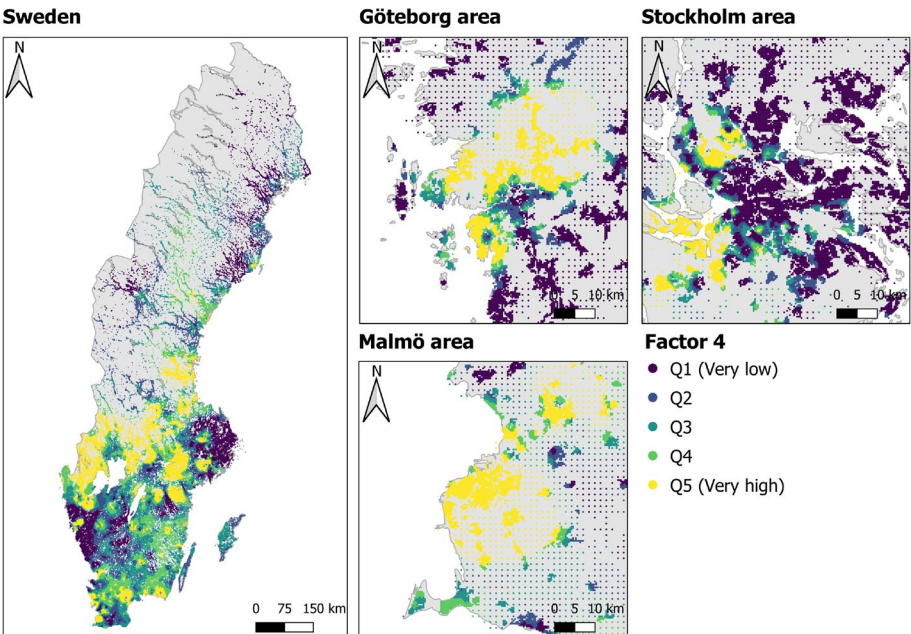 Sweden
N
0 75 150 km
Göteborg area
N
0 5 10 km
Stockholm area
N
0 5 10 km
Malmö area
N
0 5 10 km
Factor 4
Q1 (Very low)
Q2
Q3
Q4
Q5 (Very high)